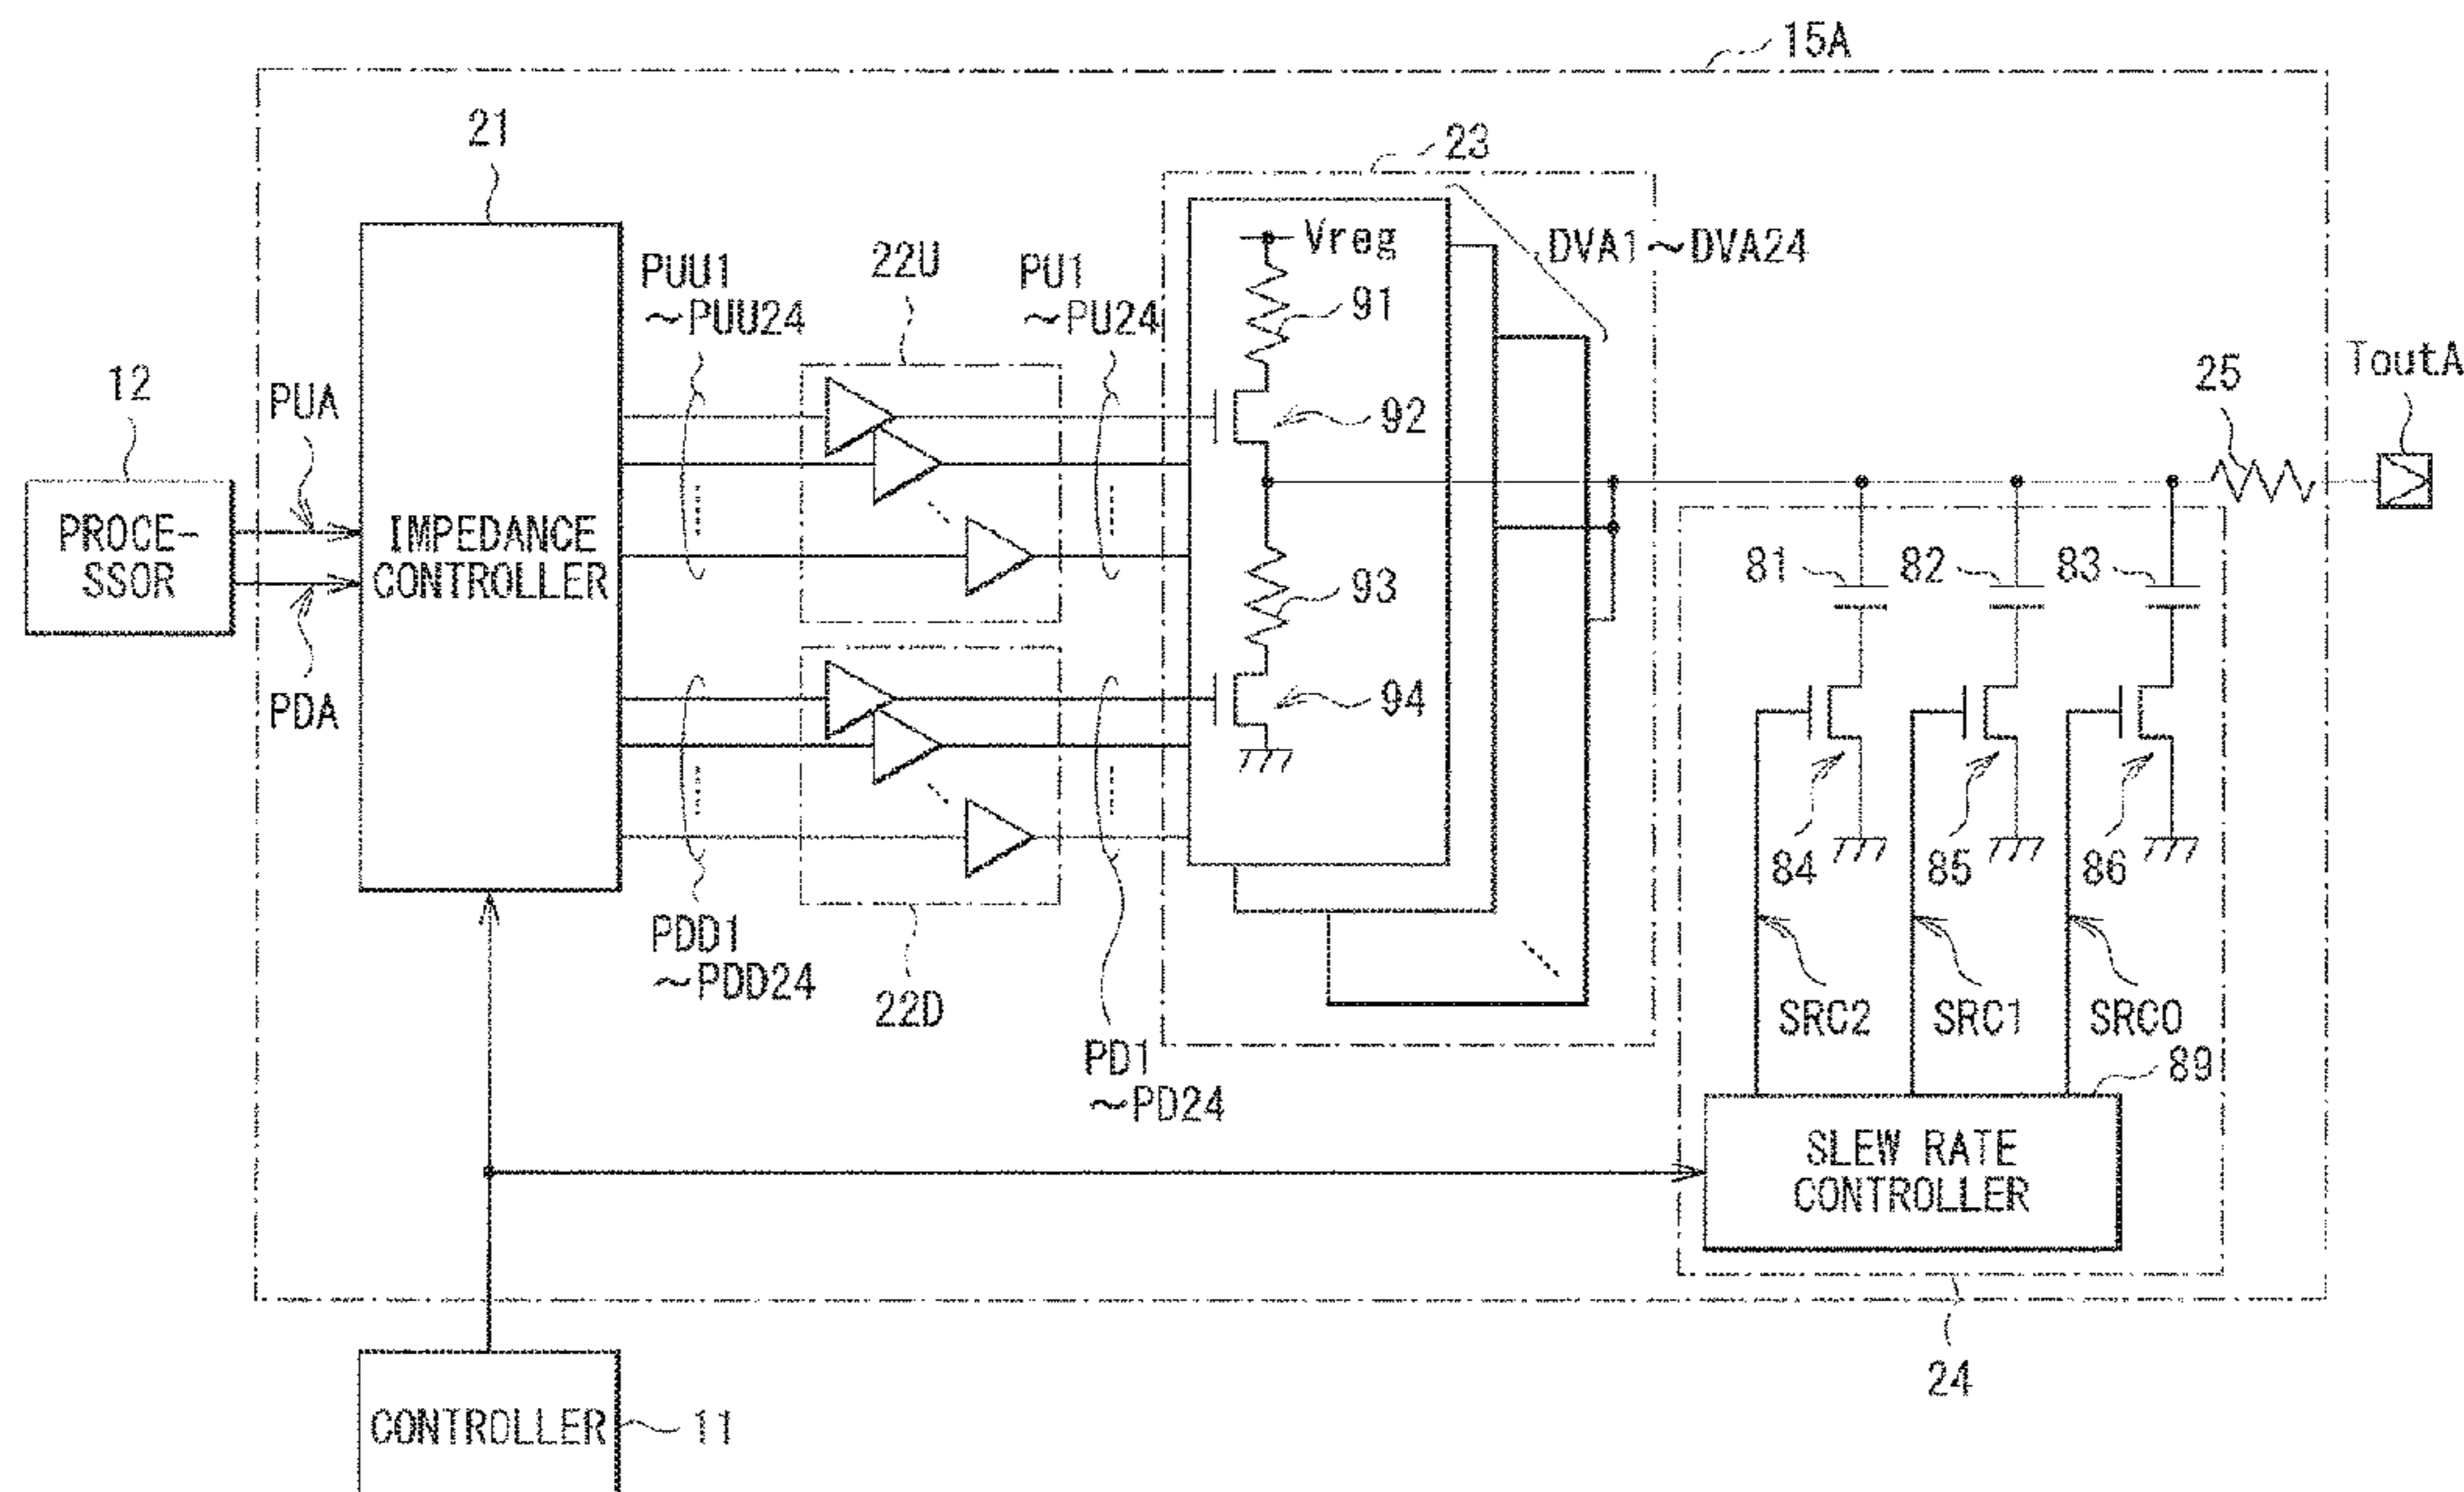 15A
21
23
12
PUA
PROCE-
SSOR
PDA
IMPEDANCE
CONTROLLER
PUU1
~PUU24
22U
PU1
~PU24
Vreg
DVA1~DVA24
91
92
93
94
25
ToutA
81
82
83
84
85
86
PDD1
~PDD24
22D
PD1
~PD24
SRC2
SRC1
SRC0
89
SLEW RATE
CONTROLLER
24
CONTROLLER
11